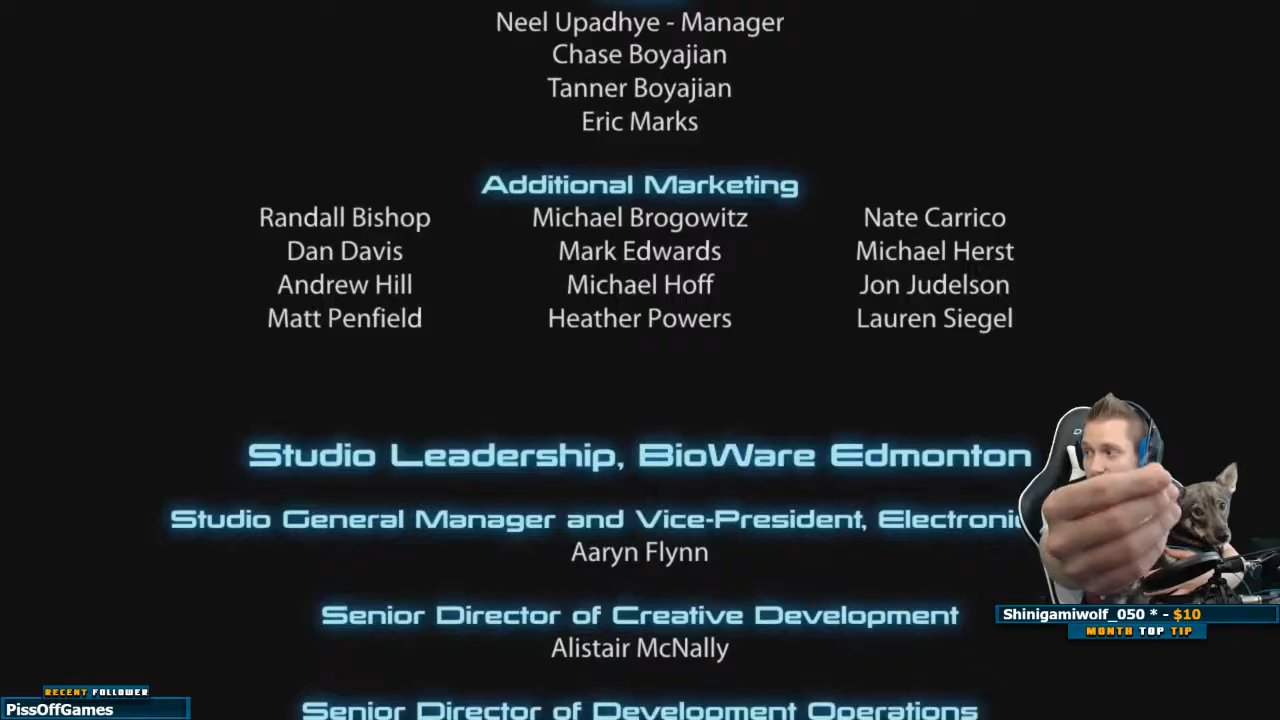 Neel Upadhye - Manager
Chase Boyajian
Tanner Boyajian
Eric Marks
Additional Marketing
Randall Bishop Michael Brogowitz Nate Carrico
Dan Davis Mark Edwards Michael Herst
Andrew Hill Michael Hoff Jon Judelson
Matt Penfield Heather Powers Lauren Siegel
Studio Leadership, BioWare Edmonton
Studio General Manager and Vice-President,
Aaryn Flynn
Senior Director of Creative Development
Alistair McNally
Senior Director of Development Operations
Shinigamiwolf_050 * - $10
MONTH TOP TIP
RECENT FOLLOWER
PissOffGames